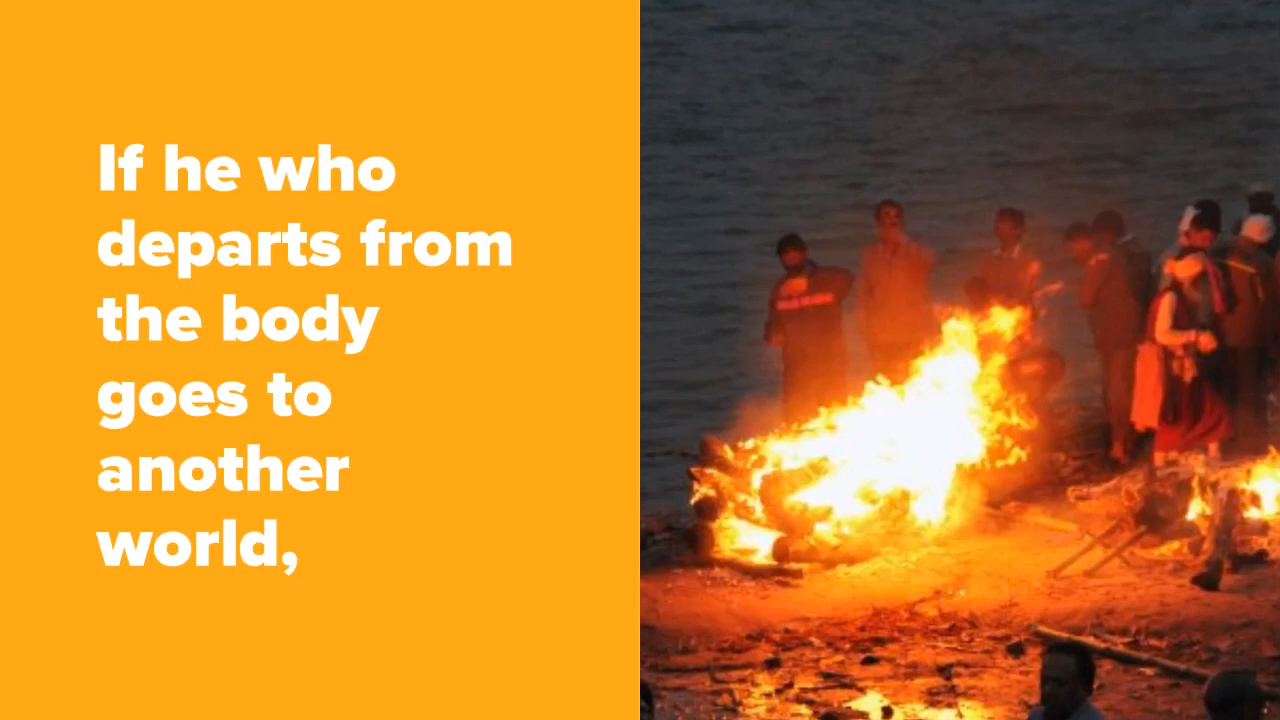 If he who
departs from
the body
goes to
another
world,